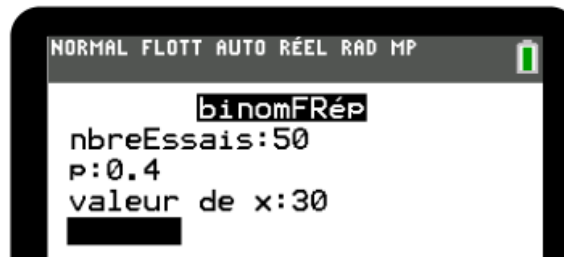 NORMAL FLOTT AUTO RÉEL RAD MP
binomFRép
nbreEssais:50
p:0.4
valeur de x:30